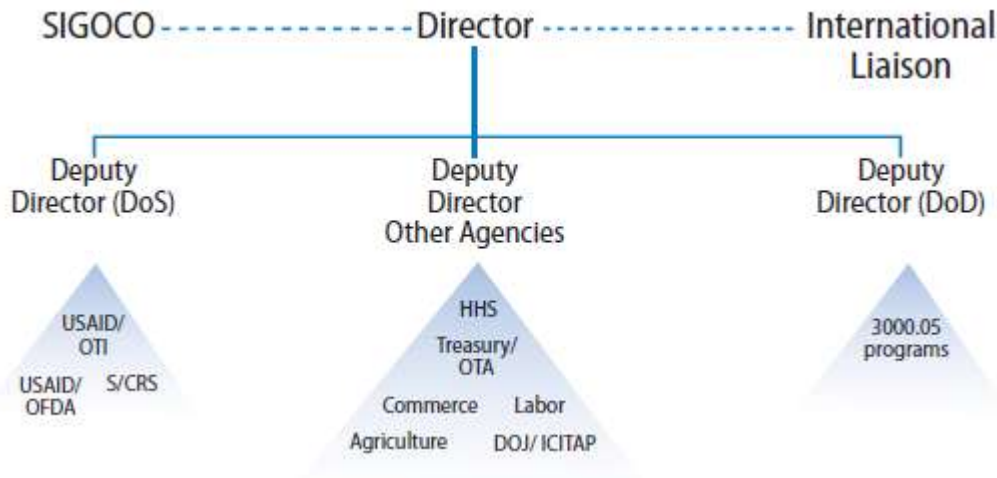 SIGOCO
Director
International
Liaison
Deputy
Director (DoS)
Deputy
Director
Other Agencies
Deputy
Director (DoD)
USAID/
OTI
USAID/
OFDA
S/CRS
HHS
Treasury/
OTA
Commerce
Labor
Agriculture
DOJ/ ICITAP
3000.05
programs